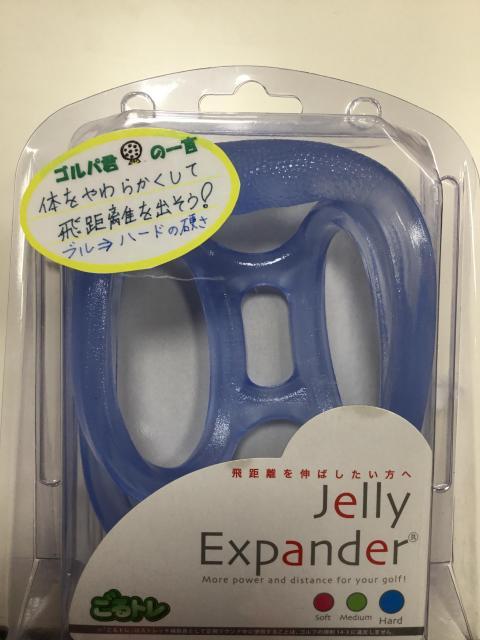 ゴルパ君の一言
体をやわらかくして
飛距離を出そう!
ブルー⇒ハードの硬さ
飛距離を伸ばしたい方へ
Jelly
Expander®
More power and distance for your golf!
ごるトレ
Soft Medium Hard